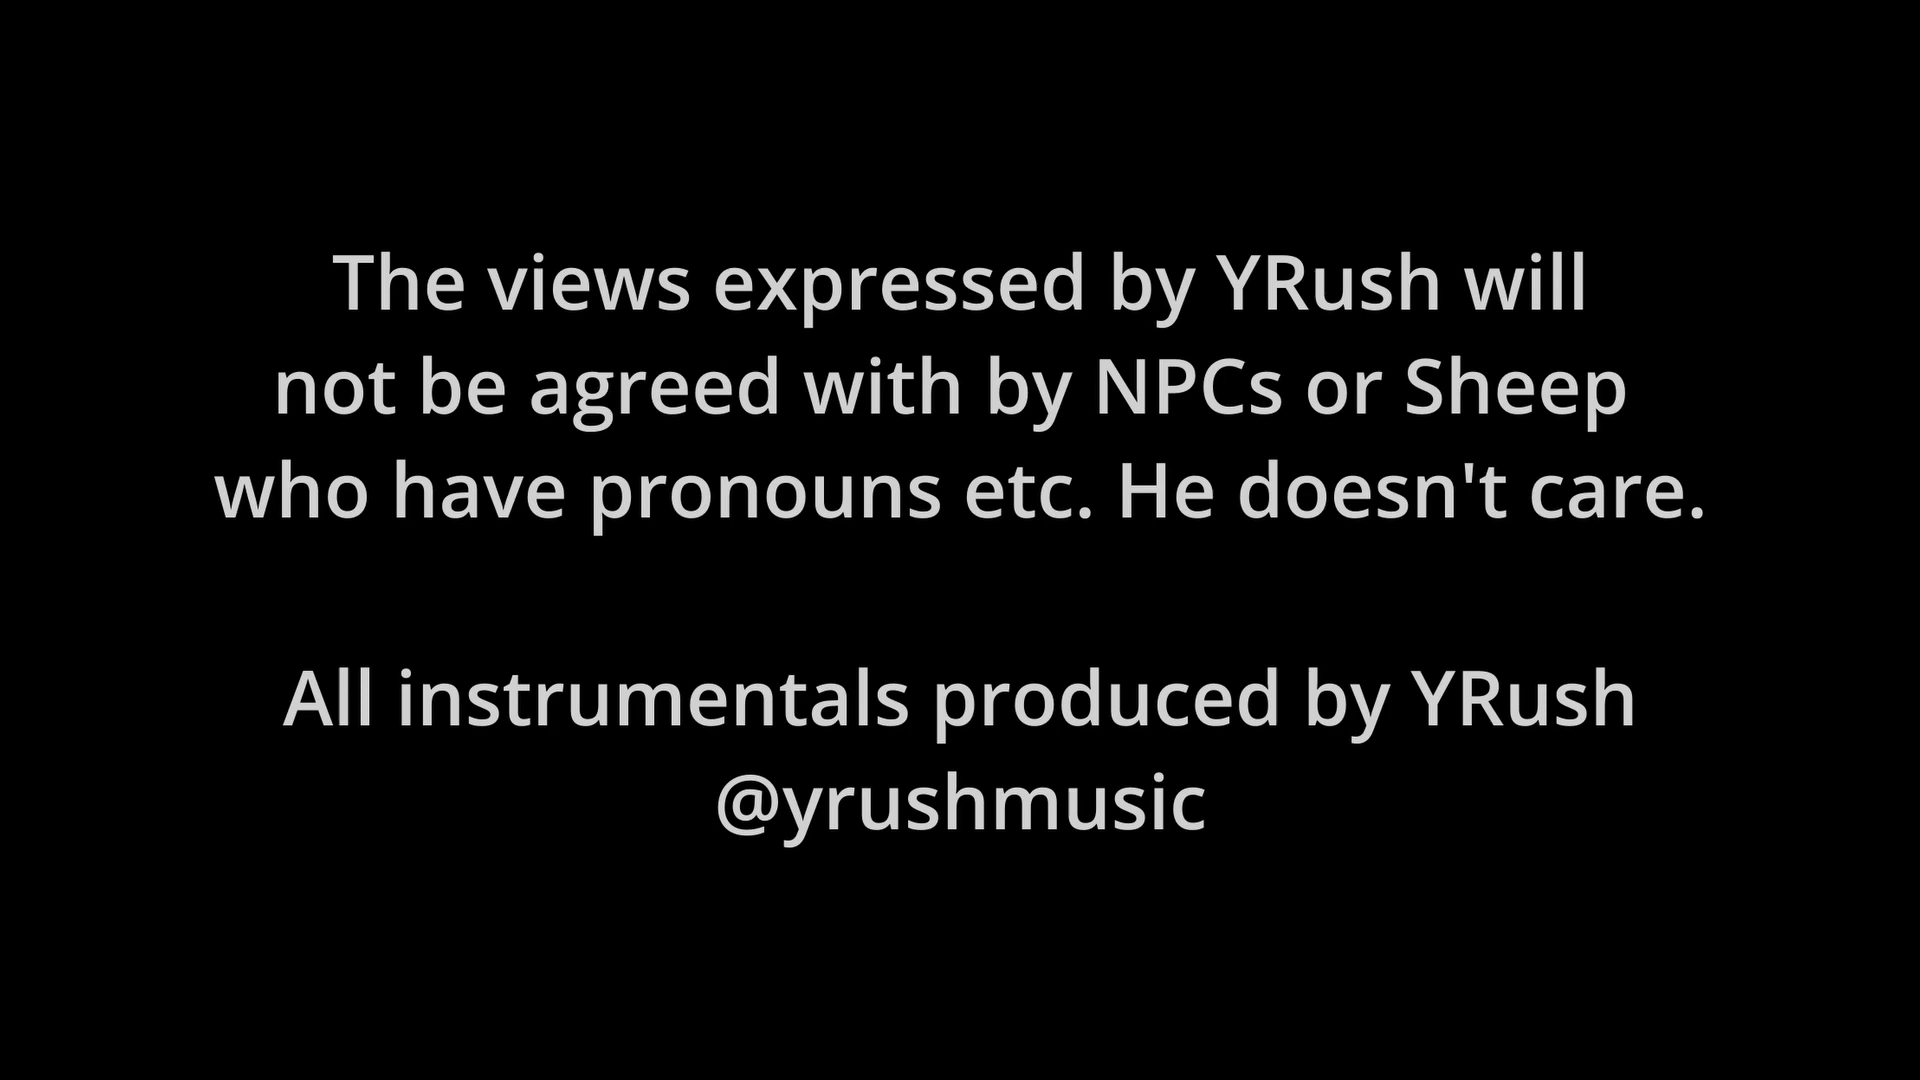 The views expressed by YRush will
not be agreed with by NPCs or Sheep
who have pronouns etc. He doesn't care.
All instrumentals produced by YRush
@yrushmusic